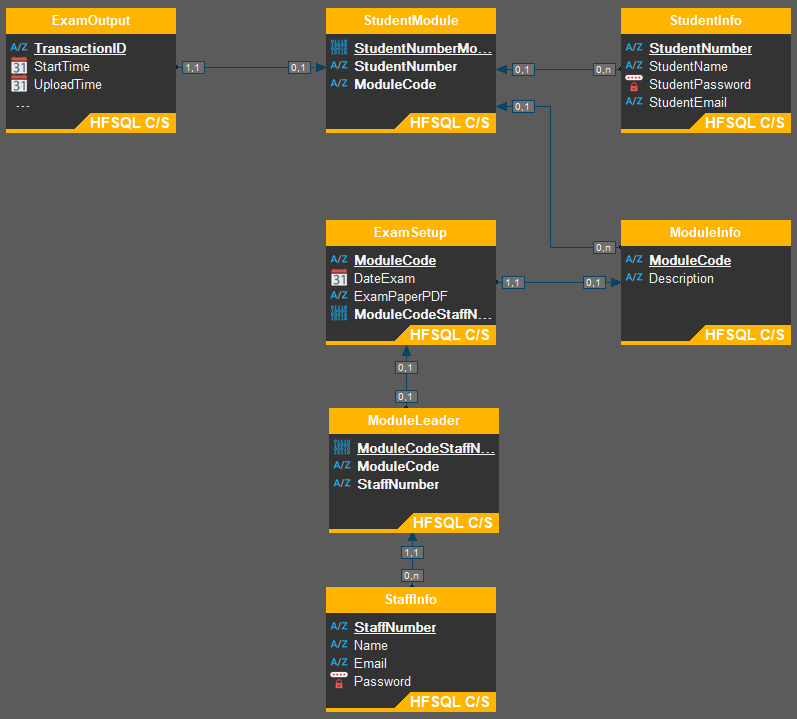 ExamOutput
TransactionID
StartTime
UploadTime
...
HFSQL C/S
1,1
0,1
StudentModule
StudentNumberMo...
StudentNumber
ModuleCode
HFSQL C/S
0,1
0,n
0,1
0,n
StudentInfo
StudentNumber
StudentName
StudentPassword
StudentEmail
HFSQL C/S
ExamSetup
ModuleCode
DateExam
ExamPaperPDF
ModuleCodeStaffN...
HFSQL C/S
1,1
0,1
ModuleInfo
ModuleCode
Description
HFSQL C/S
0,1
0,1
ModuleLeader
ModuleCodeStaffN...
ModuleCode
StaffNumber
HFSQL C/S
1,1
0,n
StaffInfo
StaffNumber
Name
Email
Password
HFSQL C/S